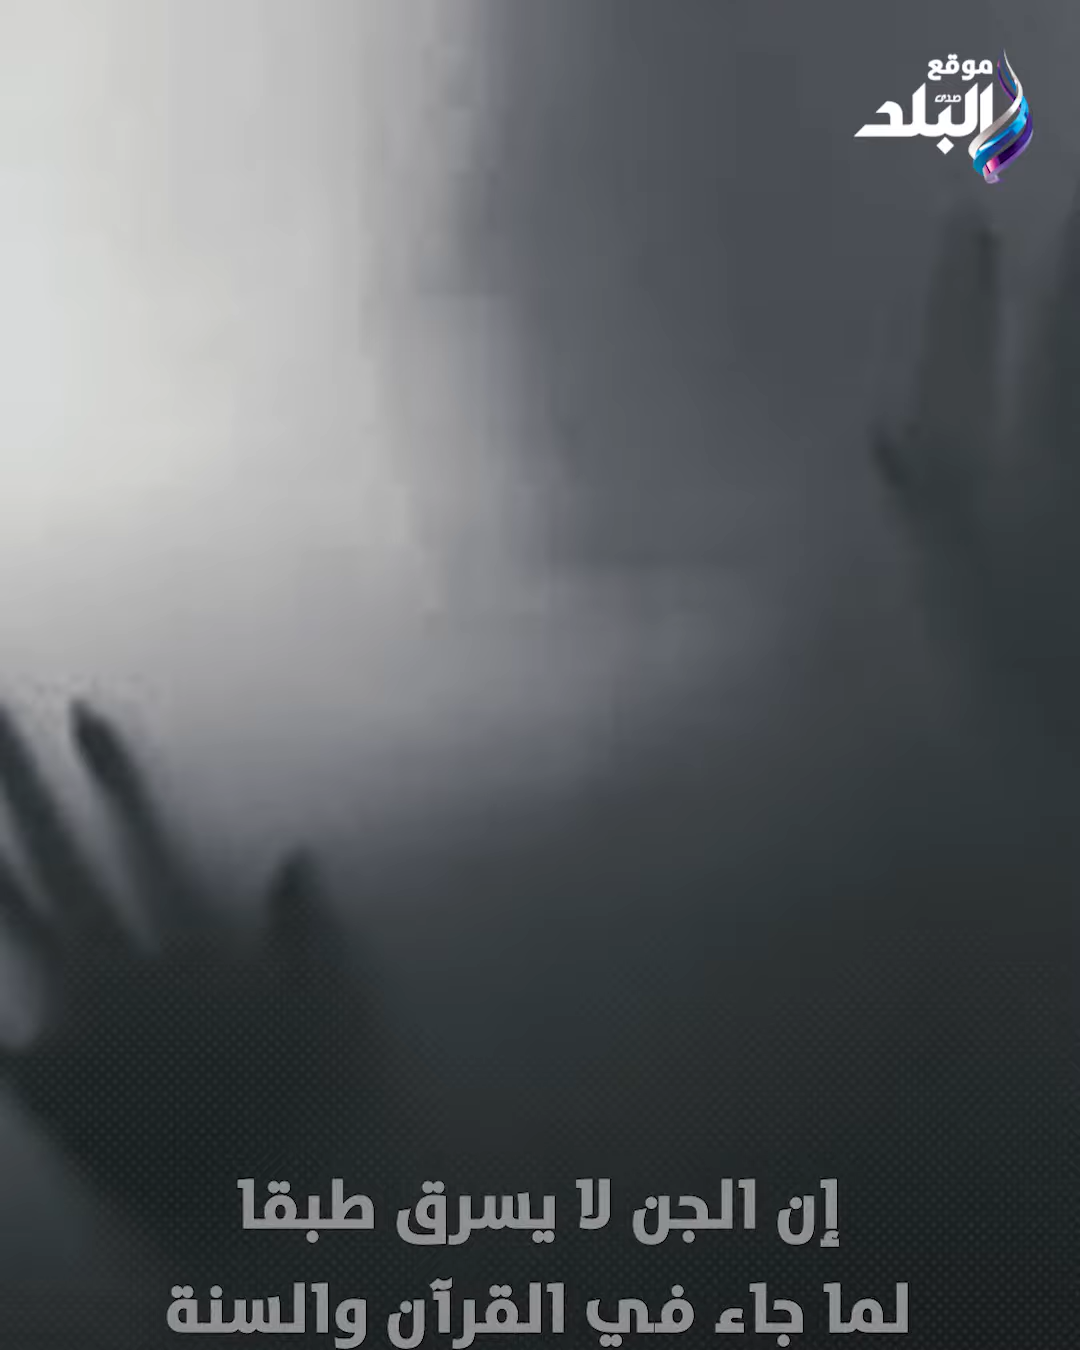 موقع
صدى
البلد
إن الجن لا يسرق طبقا
لما جاء في القرآن والسنة